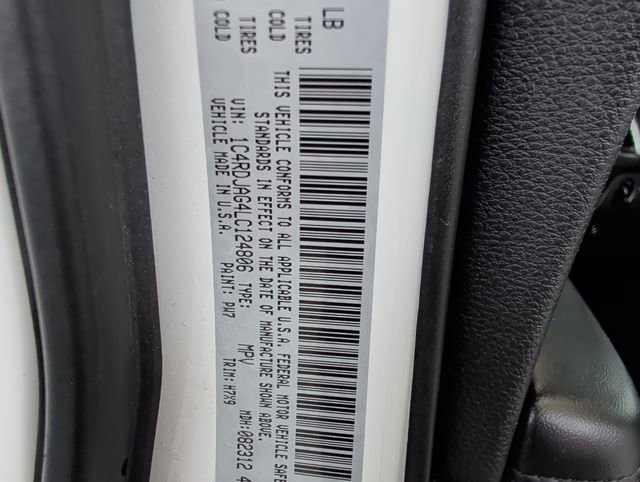 LB
TIRES COLD
TIRES COLD
THIS VEHICLE CONFORMS TO ALL APPLICABLE U.S.A. FEDERAL MOTOR VEHICLE SAFE
STANDARDS IN EFFECT ON THE DATE OF MANUFACTURE SHOWN ABOVE.
VIN: 1C4RDJAG4LC124806 TYPE: MPV MDH:082312 4
VEHICLE MADE IN U.S.A. PAINT: PW7 TRIM: H7X9